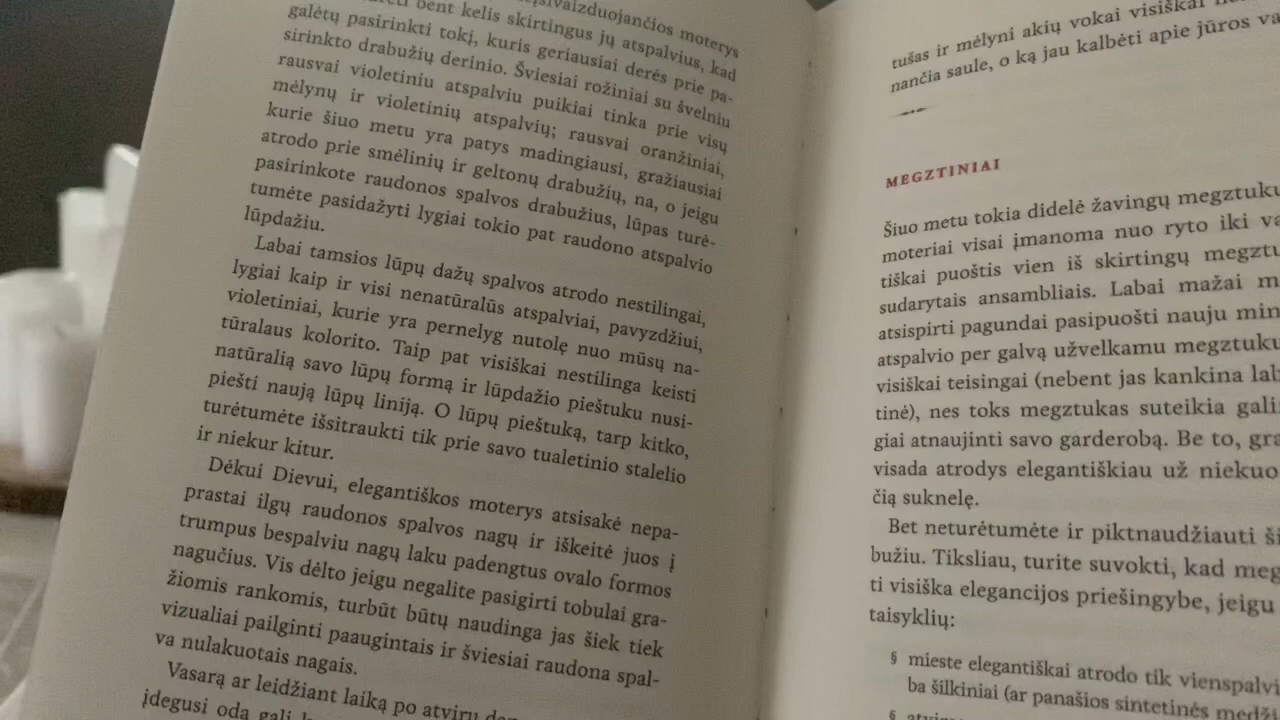 bent kelis skirtingus jų atspalvius, kad
galėtų pasirinkti tokį, kuris geriausiai derės prie pa-
sirinkto drabužių derinio. Šviesiai rožiniai su švelniu
rausvai violetiniu atspalviu puikiai tinka prie visų
mėlynų ir violetinių atspalvių; rausvai oranžiniai,
kurie šiuo metu yra patys madingiausi, gražiausiai
atrodo prie smėlinių ir geltonų drabužių, na, o jeigu
pasirinkote raudonos spalvos drabužius, lūpas turė-
tumėte pasidažyti lygiai tokio pat raudono atspalvio
lūpdažiu.
Labai tamsios lūpų dažų spalvos atrodo nestilingai,
lygiai kaip ir visi nenatūralūs atspalviai, pavyzdžiui,
violetiniai, kurie yra pernelyg nutolę nuo mūsų na-
tūralaus kolorito. Taip pat visiškai nestilinga keisti
natūralią savo lūpų formą ir lūpdažio pieštuku nusi-
piešti naują lūpų liniją. O lūpų pieštuką, tarp kitko,
turėtumėte išsitraukti tik prie savo tualetinio stalelio
ir niekur kitur.
Dėkui Dievui, elegantiškos moterys atsisakė nepa-
prastai ilgų raudonos spalvos nagų ir iškeitė juos į
trumpus bespalviu nagų laku padengtus ovalo formos
nagučius. Vis dėlto jeigu negalite pasigirti tobulai gra-
žiomis rankomis, turbūt būtų naudinga jas šiek tiek
vizualiai pailginti paaugintais ir šviesiai raudona spal-
va nulakuotais nagais.
Vasarą ar leidžiant laiką po atviru
įdegusi oda gali
tušas ir mėlyni akių vokai visiškai
nančia saule, o ką jau kalbėti apie jūros
MEGZTINIAI
Šiuo metu tokia didelė žavingų megztukų
moteriai visai įmanoma nuo ryto iki
tiškai puoštis vien iš skirtingų
sudarytais ansambliais. Labai mažai
atsispirti pagundai pasipuošti nauju
atspalvio per galvą užvelkamu
visiškai teisingai (nebent jas kankina
tinė), nes toks megztukas suteikia
giai atnaujinti savo garderobą. Be to,
visada atrodys elegantiškiau už
čią suknelę.
Bet neturėtumėte ir piktnaudžiauti
bužiu. Tiksliau, turite suvokti, kad
ti visiška elegancijos priešingybe, jeigu
taisyklių:
§ mieste elegantiškai atrodo tik
ba šilkiniai (ar panašios sintetinės
§